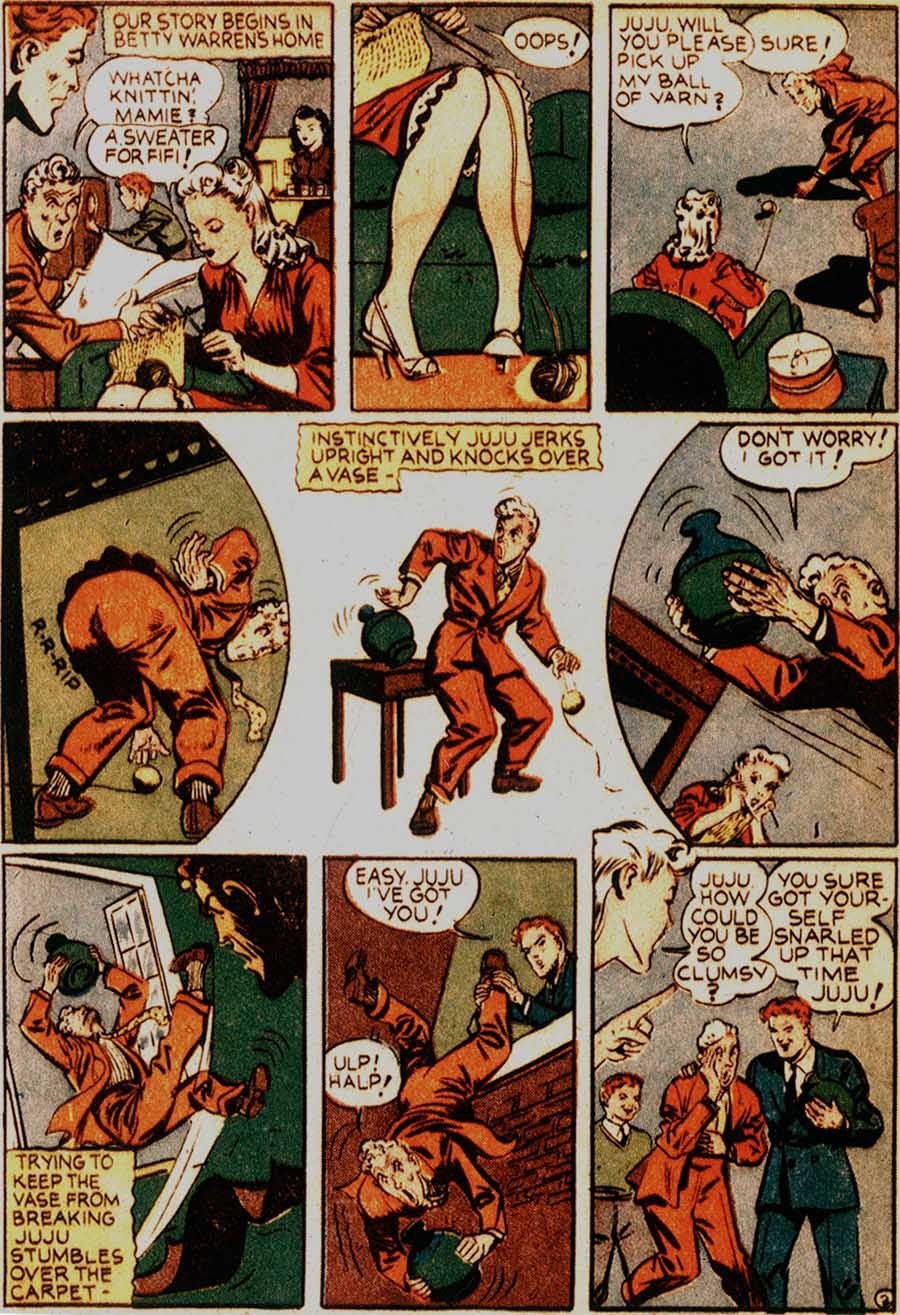 OUR STORY BEGINS IN
BETTY WARREN'S HOME
WHATCHA
KNITTIN',
MAMIE?
A SWEATER
FOR FIFI!
OOPS!
JUJU, WILL
YOU PLEASE
PICK UP
MY BALL
OF YARN?
SURE!
R-R-RIP
INSTINCTIVELY JUJU JERKS
UPRIGHT AND KNOCKS OVER
A VASE -
DON'T WORRY!
I GOT IT!
TRYING TO
KEEP THE
VASE FROM
BREAKING
JUJU
STUMBLES
OVER THE
CARPET -
EASY, JUJU
I'VE GOT
YOU!
ULP!
HALP!
JUJU,
HOW
COULD
YOU BE
SO
CLUMSY
?
YOU SURE
GOT YOUR-
SELF
SNARLED
UP THAT
TIME
JUJU!